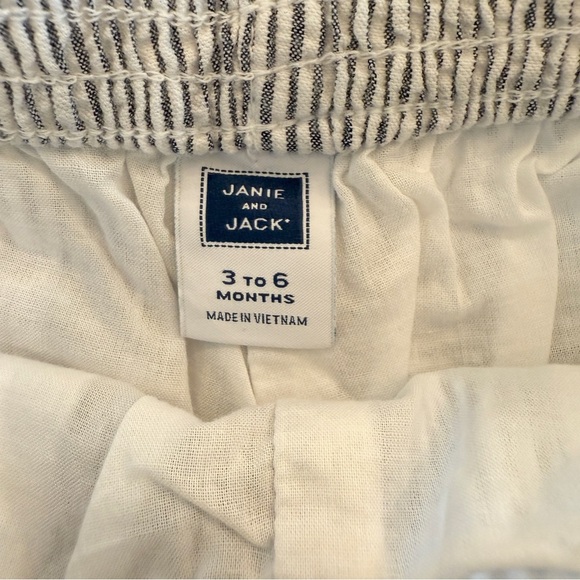 JANIE
AND
JACK
3 TO 6
MONTHS
MADE IN VIETNAM